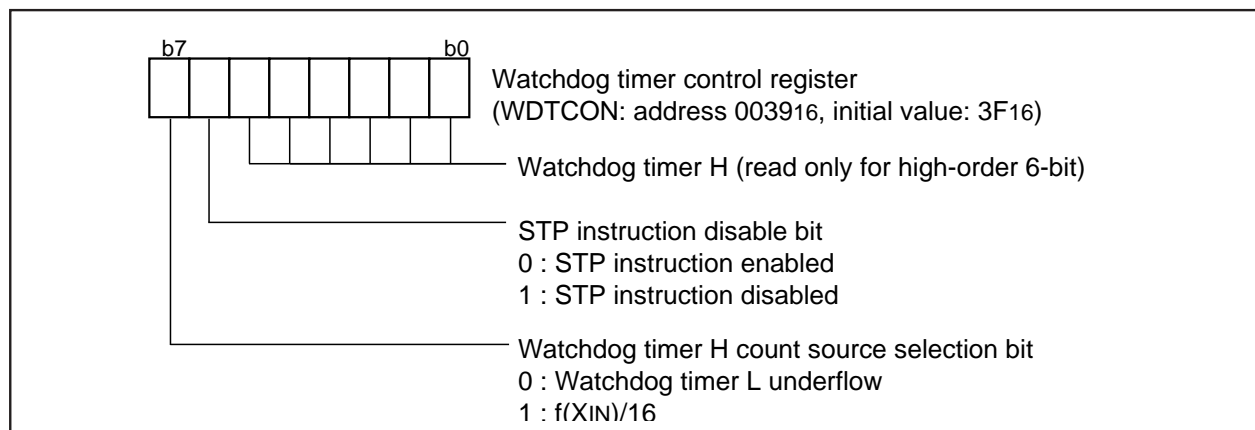 b7 b0
Watchdog timer control register
(WDTCON: address 003916, initial value: 3F16)
Watchdog timer H (read only for high-order 6-bit)
STP instruction disable bit
0 : STP instruction enabled
1 : STP instruction disabled
Watchdog timer H count source selection bit
0 : Watchdog timer L underflow
1 : f(XIN)/16